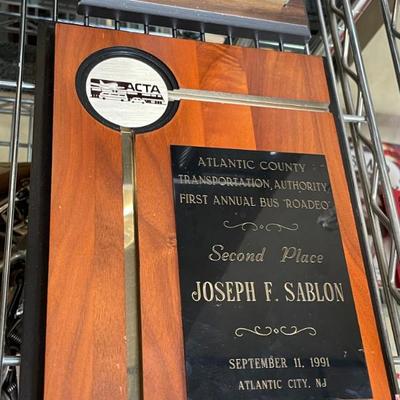 ACTA
ATLANTIC COUNTY
TRANSPORTATION AUTHORITY
FIRST ANNUAL BUS "ROADEO"
Second Place
JOSEPH F. SABLON
SEPTEMBER 11, 1991
ATLANTIC CITY, NJ